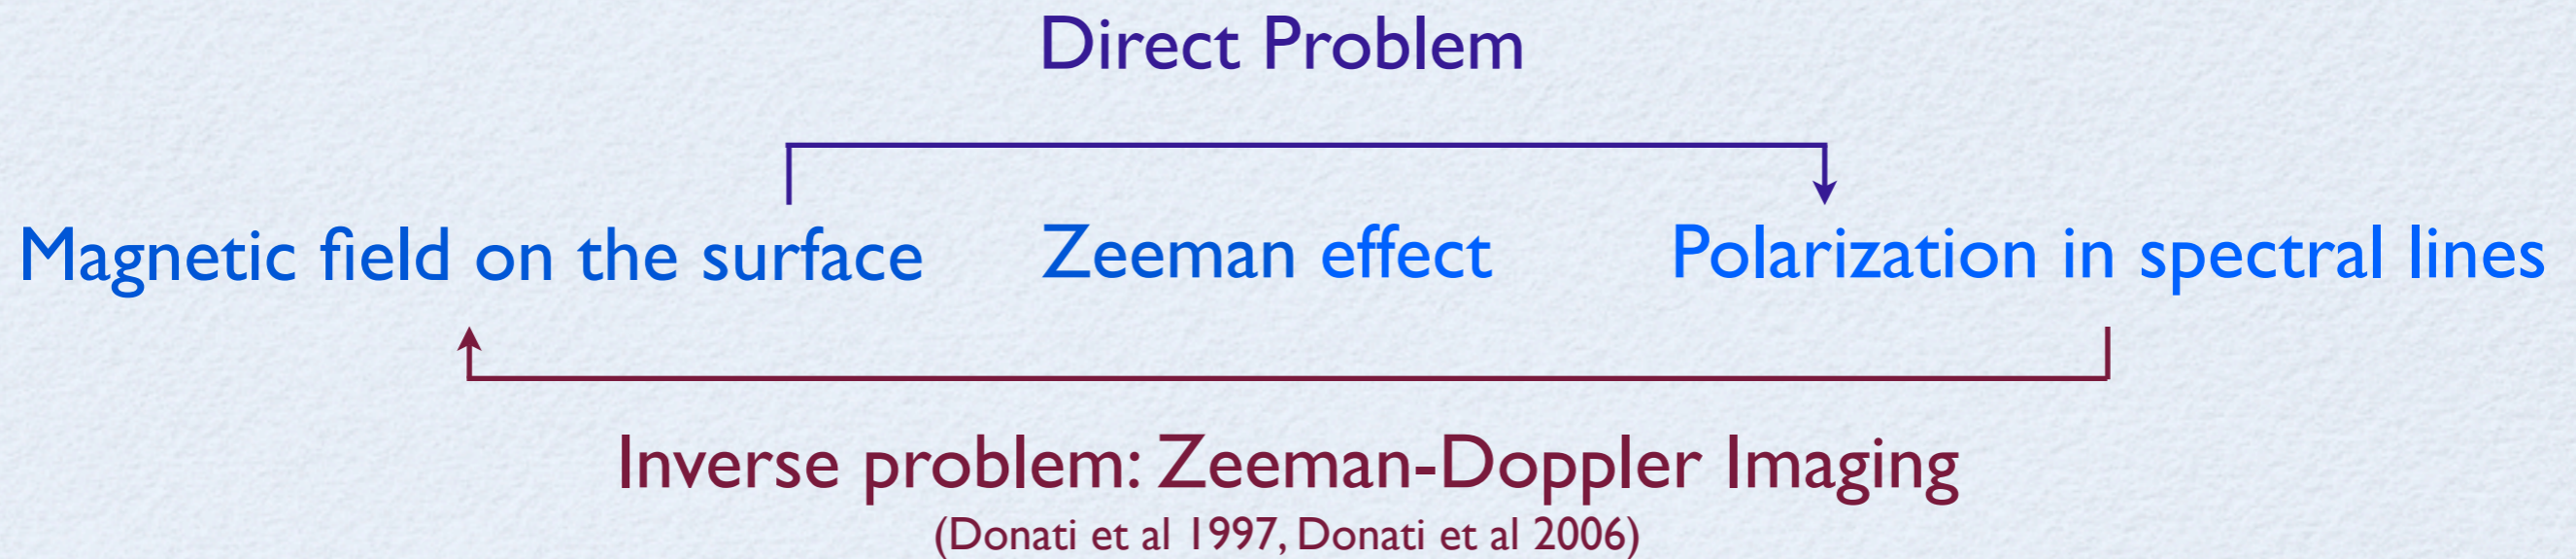 Direct Problem
Magnetic field on the surface Zeeman effect Polarization in spectral lines
Inverse problem: Zeeman-Doppler Imaging
(Donati et al 1997, Donati et al 2006)